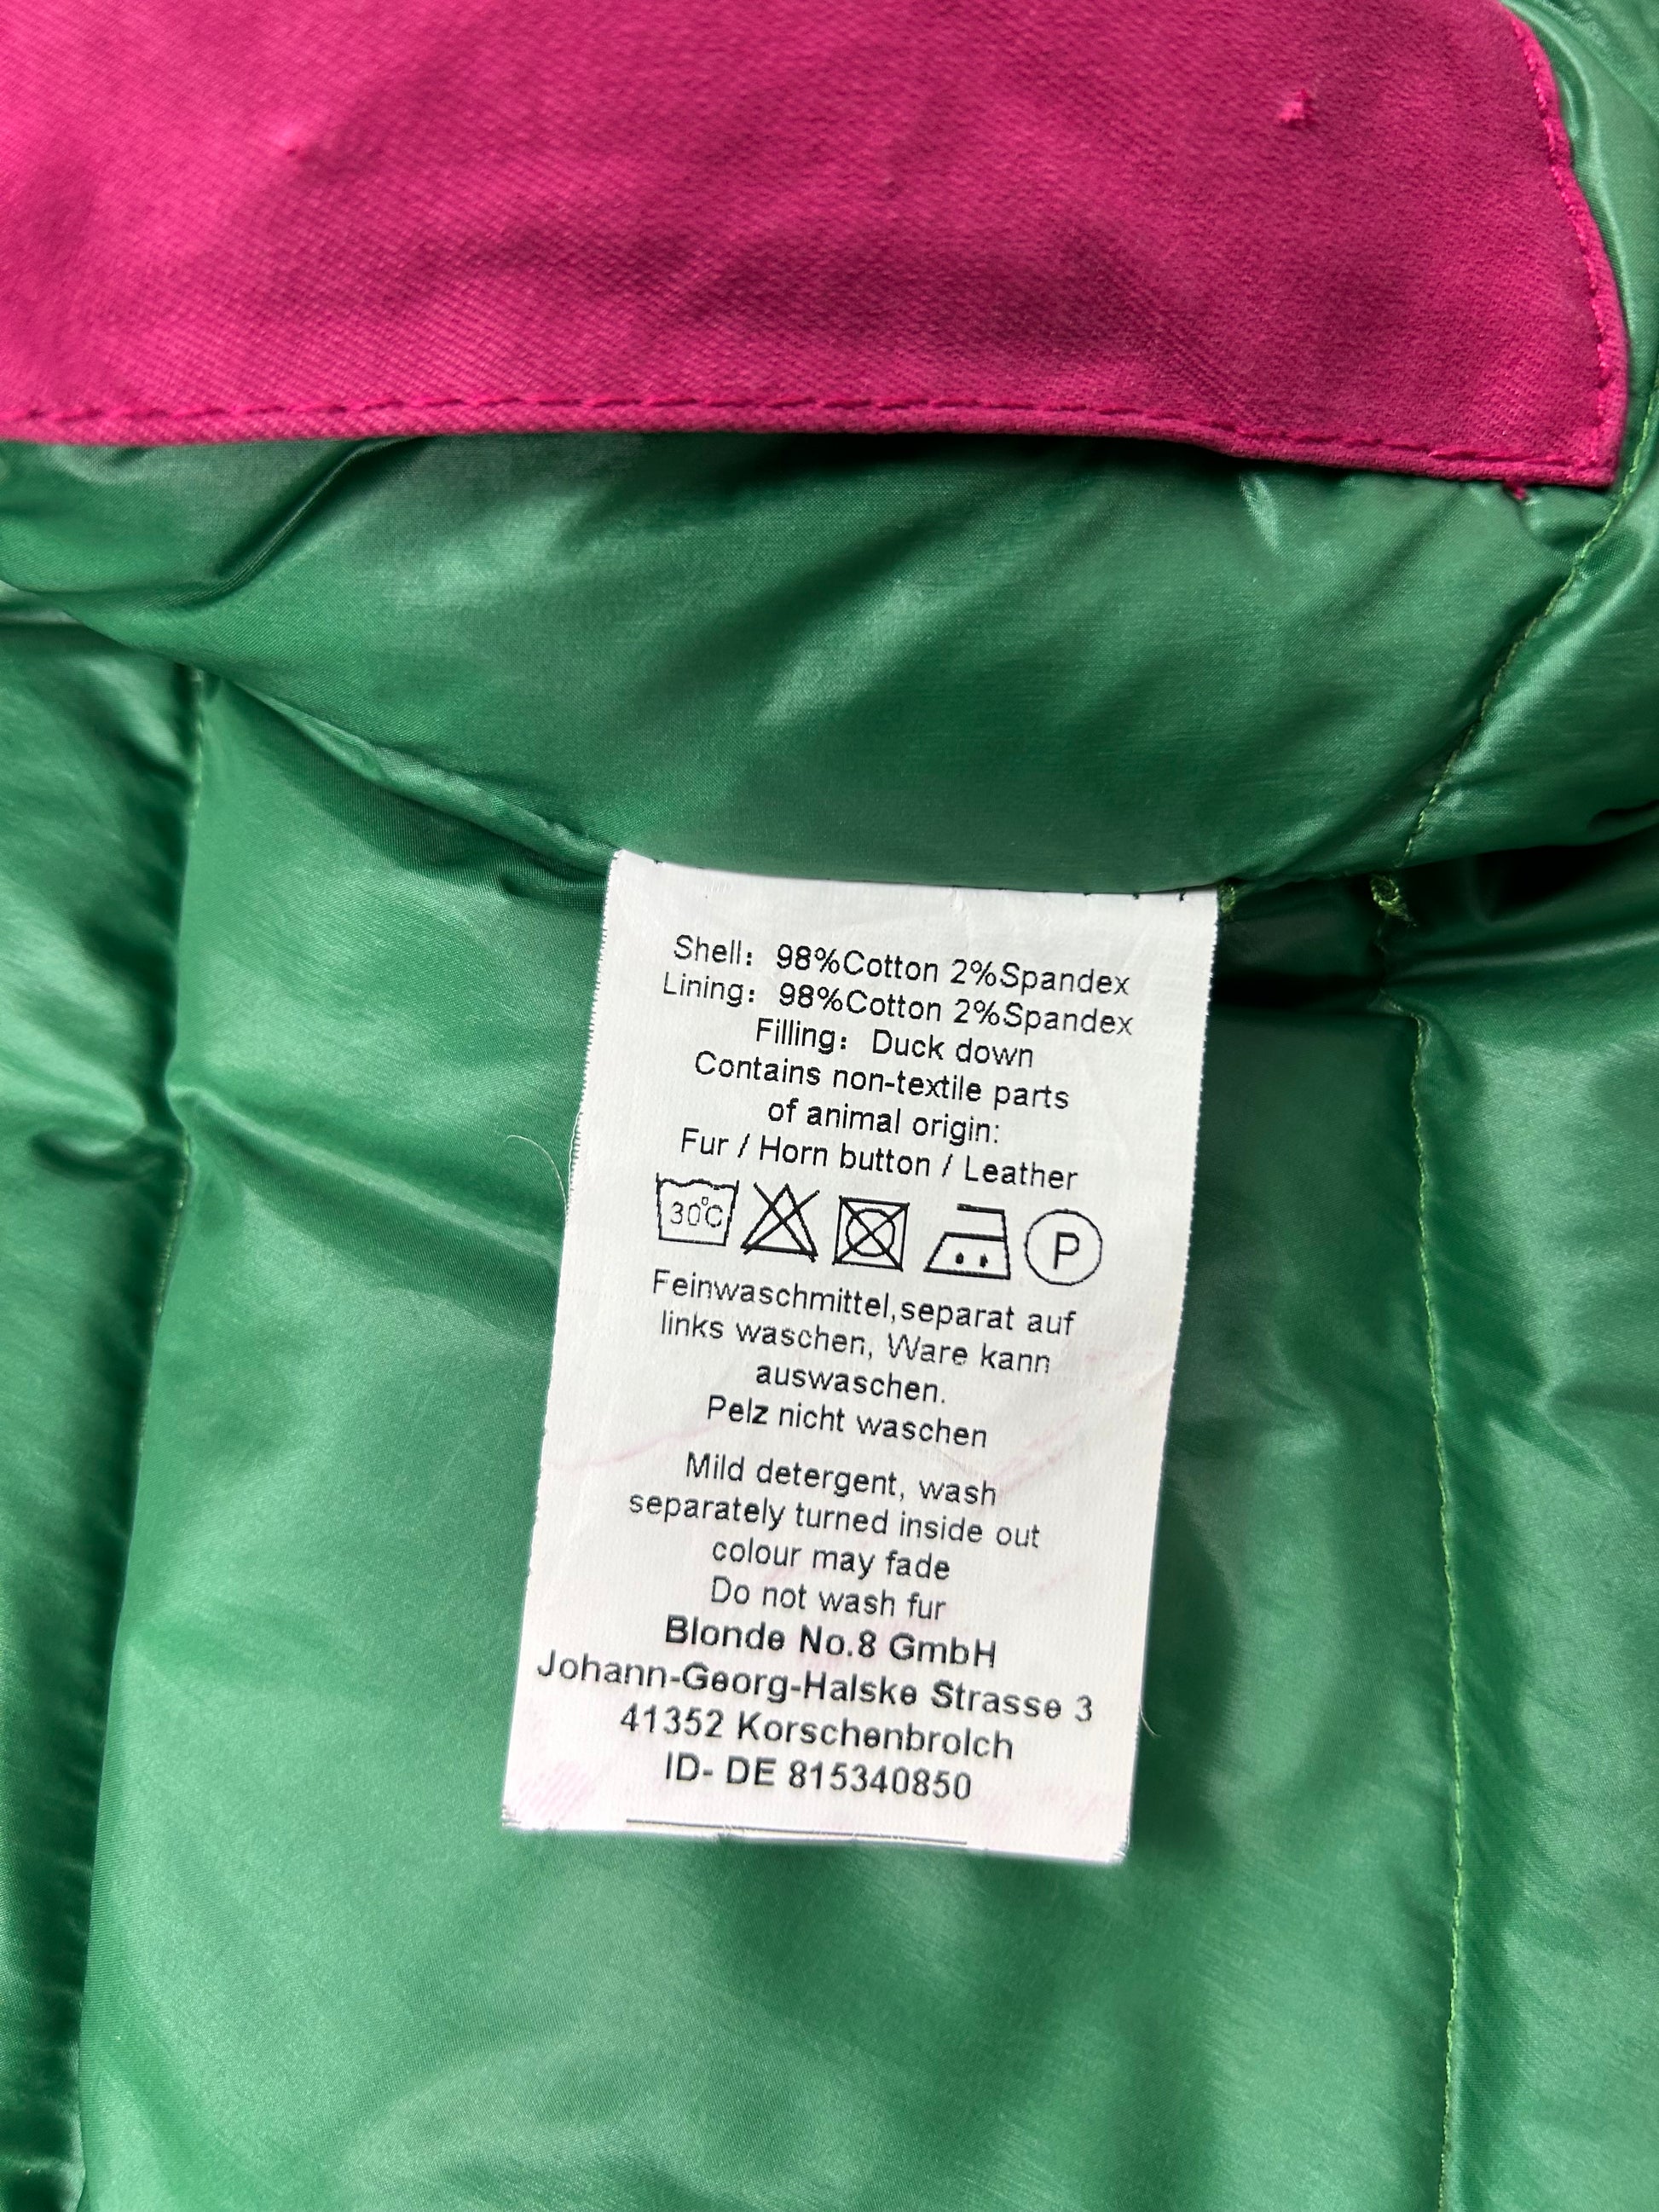 Shell: 98%Cotton 2%Spandex
Lining: 98%Cotton 2%Spandex
Filling: Duck down
Contains non-textile parts
of animal origin:
Fur / Horn button / Leather
30°C P
Feinwaschmittel,separat auf
links waschen, Ware kann
auswaschen.
Pelz nicht waschen
Mild detergent, wash
separately turned inside out
colour may fade
Do not wash fur
Blonde No.8 GmbH
Johann-Georg-Halske Strasse 3
41352 Korschenbrolch
ID- DE 815340850